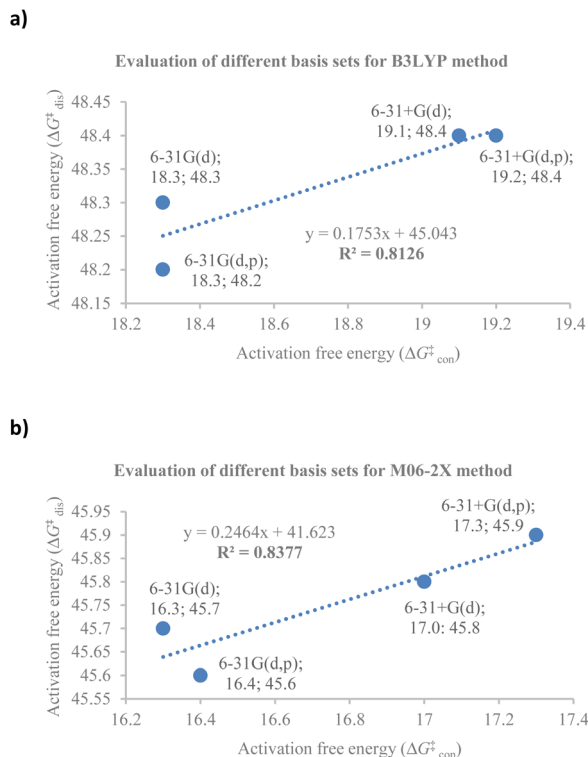 a)
Evaluation of different basis sets for B3LYP method
Activation free energy (ΔG‡dis)
48.45
48.4
48.35
48.3
48.25
48.2
48.15
6-31G(d);
18.3; 48.3
6-31+G(d);
19.1; 48.4
6-31+G(d,p);
19.2; 48.4
y = 0.1753x + 45.043
R² = 0.8126
6-31G(d,p);
18.3; 48.2
18.2 18.4 18.6 18.8 19 19.2 19.4
Activation free energy (ΔG‡con)
b)
Evaluation of different basis sets for M06-2X method
Activation free energy (ΔG‡dis)
45.95
45.9
45.85
45.8
45.75
45.7
45.65
45.6
45.55
6-31+G(d,p);
17.3; 45.9
y = 0.2464x + 41.623
R² = 0.8377
6-31G(d);
16.3; 45.7
6-31+G(d);
17.0: 45.8
6-31G(d,p);
16.4; 45.6
16.2 16.4 16.6 16.8 17 17.2 17.4
Activation free energy (ΔG‡con)